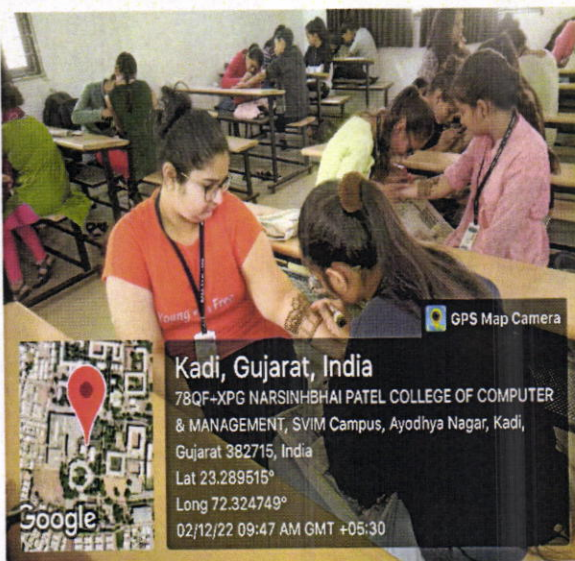 Young
Free
GPS Map Camera
Kadi, Gujarat, India
78QF+XPG NARSINHBHAI PATEL COLLEGE OF COMPUTER
& MANAGEMENT, SVIM Campus, Ayodhya Nagar, Kadi,
Gujarat 382715, India
Lat 23.289515°
Long 72.324749°
02/12/22 09:47 AM GMT +05:30
Google